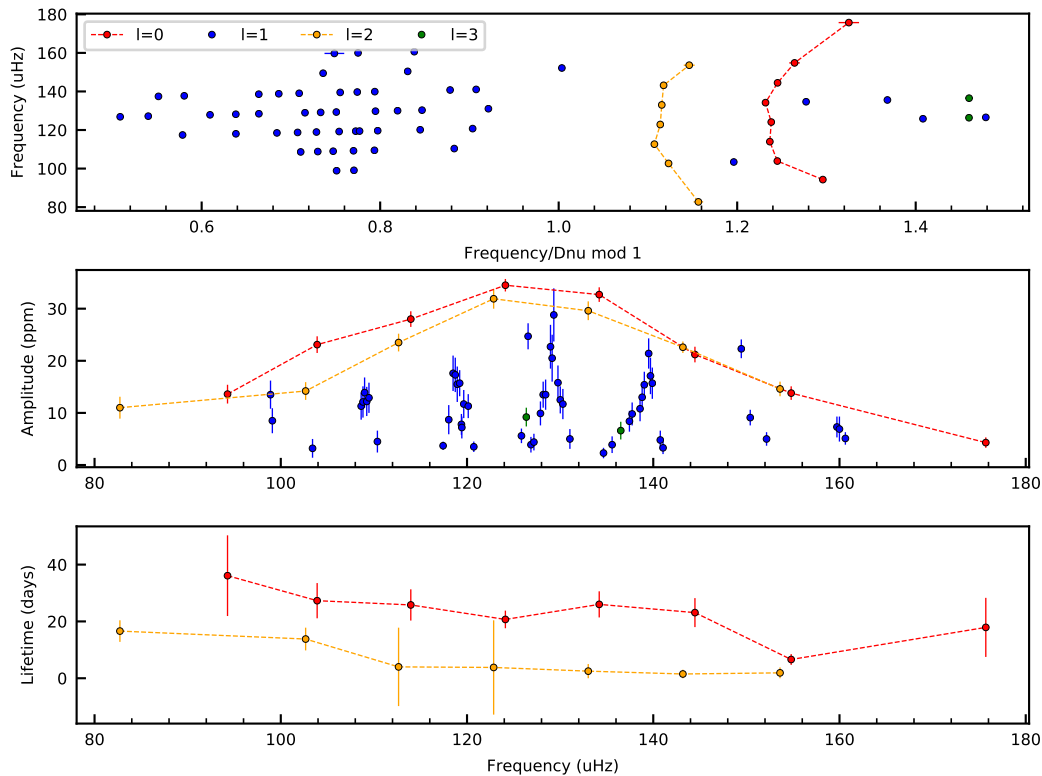 l=0 l=1 l=2 l=3
180
160
140
120
100
80
Frequency (uHz)
0.6 0.8 1.0 1.2 1.4
Frequency/Dnu mod 1
30
20
10
0
Amplitude (ppm)
80 100 120 140 160 180
40
20
0
Lifetime (days)
80 100 120 140 160 180
Frequency (uHz)